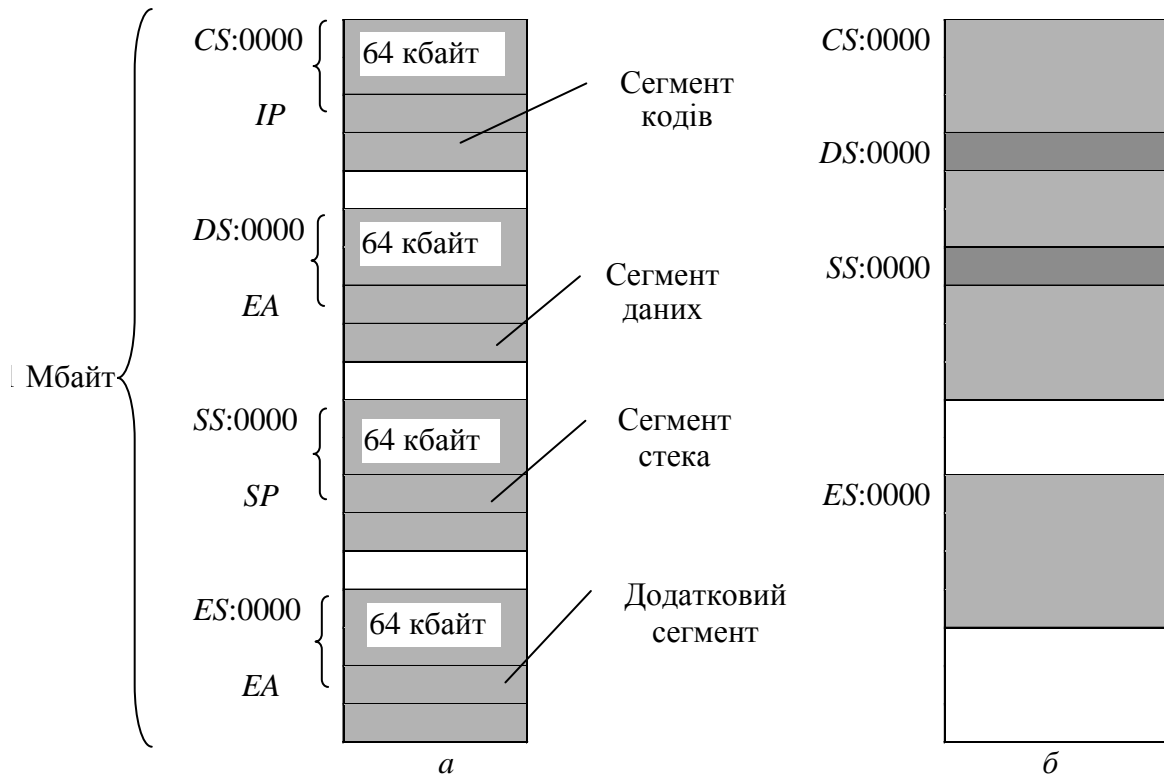 CS:0000
64 кбайт
IP
Сегмент
кодів
DS:0000
64 кбайт
EA
Сегмент
даних
Мбайт
SS:0000
64 кбайт
SP
Сегмент
стека
ES:0000
64 кбайт
EA
Додатковий
сегмент
а
CS:0000
DS:0000
SS:0000
ES:0000
б